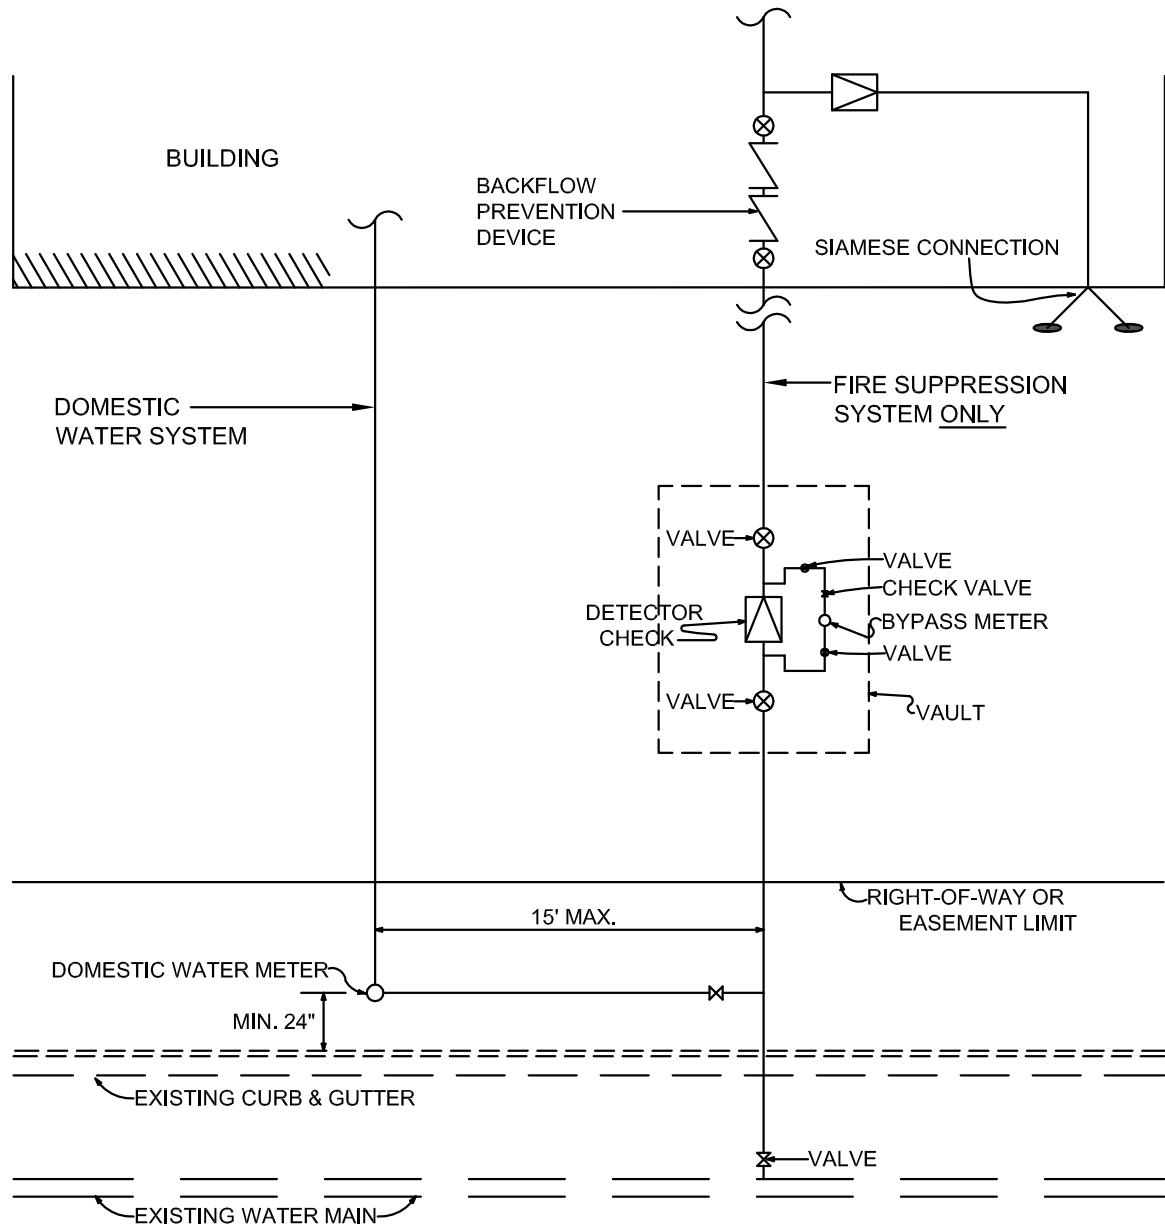 BUILDING
BACKFLOW
PREVENTION
DEVICE
SIAMESE CONNECTION
DOMESTIC
WATER SYSTEM
FIRE SUPPRESSION
SYSTEM ONLY
VALVE
VALVE
CHECK VALVE
DETECTOR
CHECK
BYPASS METER
VALVE
VALVE
VAULT
RIGHT-OF-WAY OR
EASEMENT LIMIT
15' MAX.
DOMESTIC WATER METER
MIN. 24"
EXISTING CURB & GUTTER
VALVE
EXISTING WATER MAIN